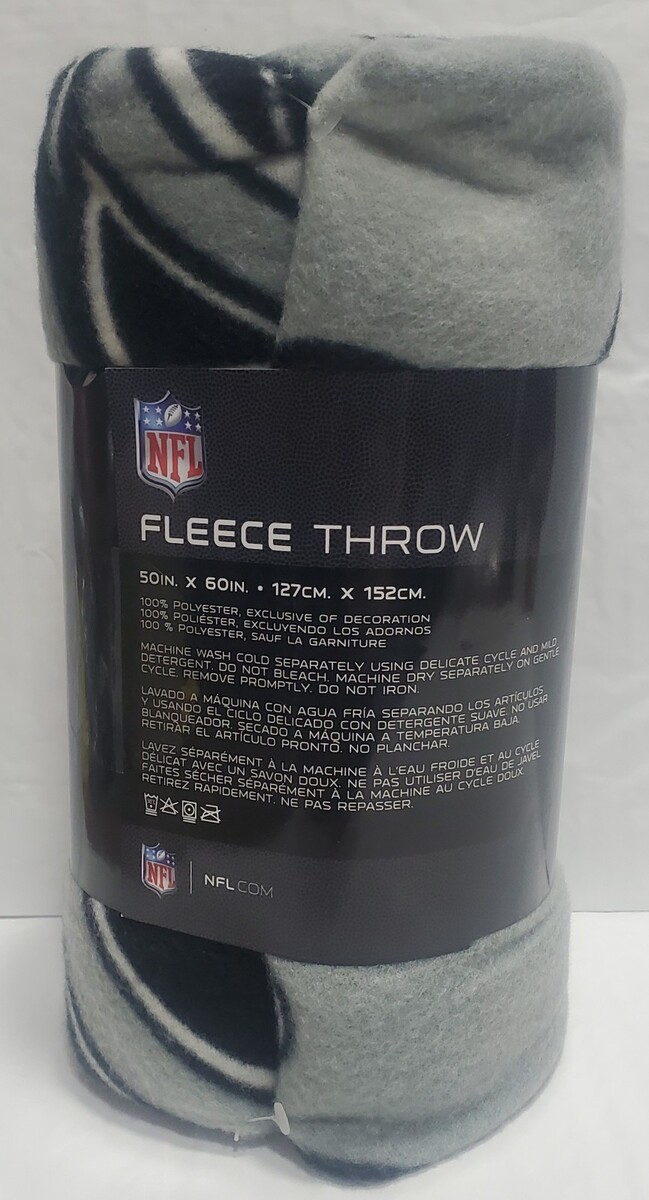 NFL
FLEECE THROW
50IN. X 60IN. • 127CM. X 152CM.
100% POLYESTER, EXCLUSIVE OF DECORATION
100% POLIÉSTER, EXCLUYENDO LOS ADORNOS
100 % POLYESTER, SAUF LA GARNITURE
MACHINE WASH COLD SEPARATELY USING DELICATE CYCLE AND MILD
DETERGENT. DO NOT BLEACH. MACHINE DRY SEPARATELY ON GENTLE
CYCLE. REMOVE PROMPTLY. DO NOT IRON.
LAVADO A MÁQUINA CON AGUA FRÍA SEPARANDO LOS ARTÍCULOS
Y USANDO EL CICLO DELICADO CON DETERGENTE SUAVE. NO USAR
BLANQUEADOR. SECADO A MÁQUINA A TEMPERATURA BAJA.
RETIRAR EL ARTÍCULO PRONTO. NO PLANCHAR.
LAVEZ SÉPARÉMENT À LA MACHINE À L'EAU FROIDE ET AU CYCLE
DÉLICAT AVEC UN SAVON DOUX. NE PAS UTILISER D'EAU DE JAVEL
FAITES SÉCHER SÉPARÉMENT À LA MACHINE AU CYCLE DOUX.
RETIREZ RAPIDEMENT. NE PAS REPASSER.
NFL | NFL.COM